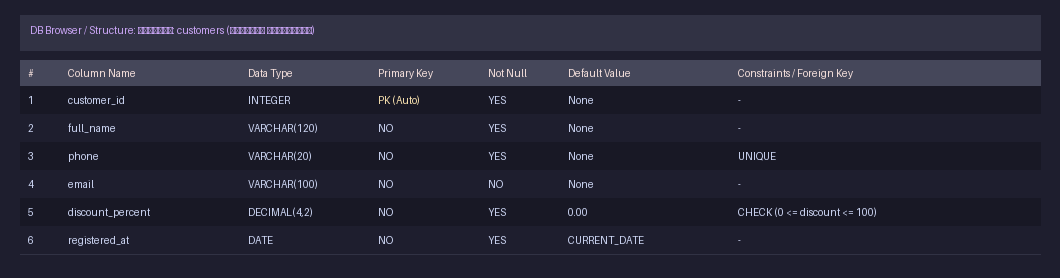 DB Browser / Structure: customers
# Column Name Data Type Primary Key Not Null Default Value Constraints / Foreign Key
1 customer_id INTEGER PK (Auto) YES None -
2 full_name VARCHAR(120) NO YES None -
3 phone VARCHAR(20) NO YES None UNIQUE
4 email VARCHAR(100) NO NO None -
5 discount_percent DECIMAL(4,2) NO YES 0.00 CHECK (0 <= discount <= 100)
6 registered_at DATE NO YES CURRENT_DATE -